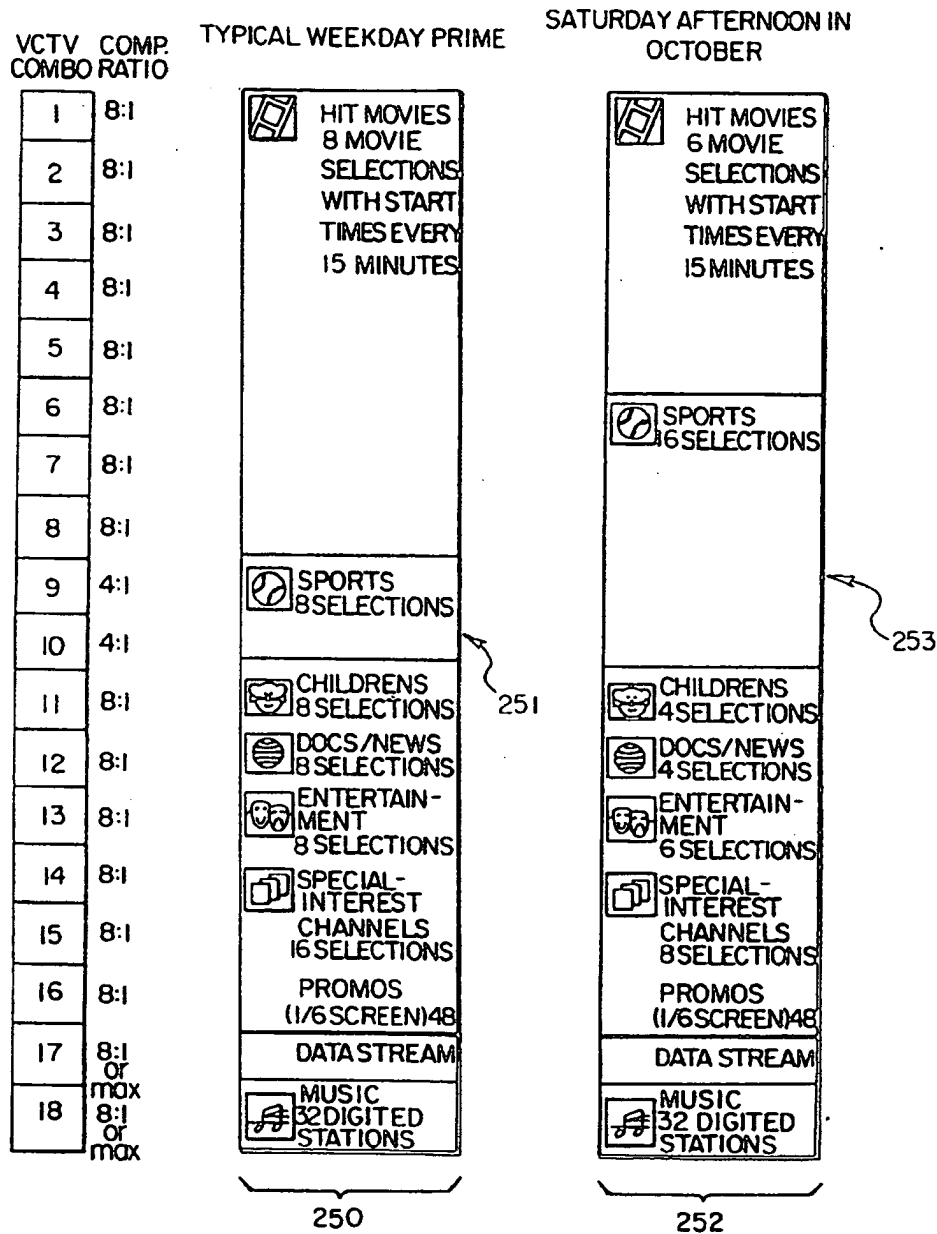 VCTV COMBO
COMP. RATIO
TYPICAL WEEKDAY PRIME
SATURDAY AFTERNOON IN OCTOBER
1 8:1
2 8:1
3 8:1
4 8:1
5 8:1
6 8:1
7 8:1
8 8:1
9 4:1
10 4:1
11 8:1
12 8:1
13 8:1
14 8:1
15 8:1
16 8:1
17 8:1
or
max
18 8:1
or
max
HIT MOVIES
8 MOVIE
SELECTIONS
WITH START
TIMES EVERY
15 MINUTES
SPORTS
8 SELECTIONS
251
CHILDRENS
8 SELECTIONS
DOCS/NEWS
8 SELECTIONS
ENTERTAIN-
MENT
8 SELECTIONS
SPECIAL-
INTEREST
CHANNELS
16 SELECTIONS
PROMOS
(1/6 SCREEN) 48
DATA STREAM
MUSIC
32 DIGITED
STATIONS
250
HIT MOVIES
6 MOVIE
SELECTIONS
WITH START
TIMES EVERY
15 MINUTES
SPORTS
16 SELECTIONS
253
CHILDRENS
4 SELECTIONS
DOCS/NEWS
4 SELECTIONS
ENTERTAIN-
MENT
6 SELECTIONS
SPECIAL-
INTEREST
CHANNELS
8 SELECTIONS
PROMOS
(1/6 SCREEN) 48
DATA STREAM
MUSIC
32 DIGITED
STATIONS
252